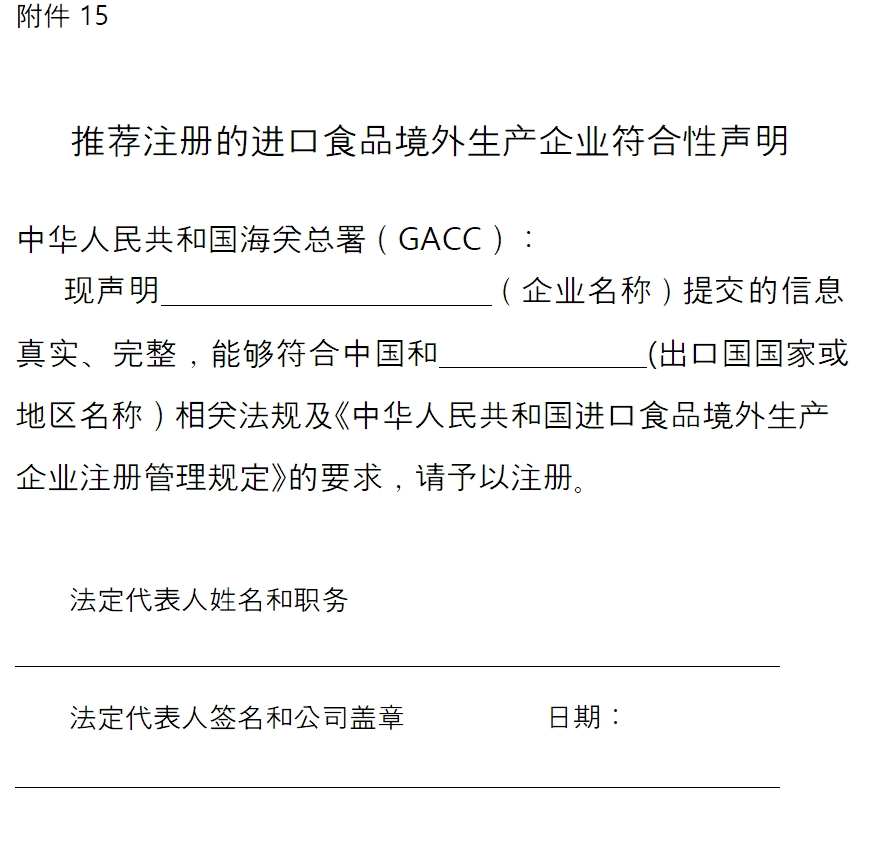 附件 15
推荐注册的进口食品境外生产企业符合性声明
中华人民共和国海关总署（GACC）：
现声明______________________（企业名称）提交的信息
真实、完整，能够符合中国和______________(出口国国家或
地区名称）相关法规及《中华人民共和国进口食品境外生产
企业注册管理规定》的要求，请予以注册。
法定代表人姓名和职务
法定代表人签名和公司盖章 日期：